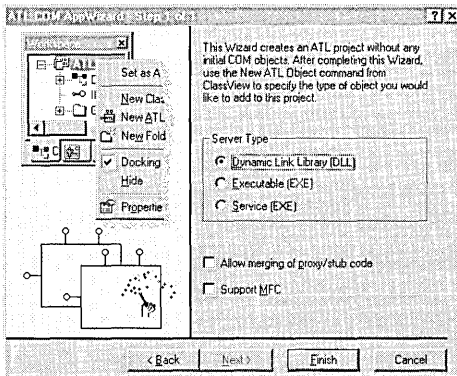 ATL COM AppWizard - Step 1 of 1
Workspace
ATL
Set as A
New Clas
New ATL
New Fold
Docking
Hide
Propertie
This Wizard creates an ATL project without any
initial COM objects. After completing this Wizard,
use the New ATL Object command from
ClassView to specify the type of object you would
like to add to this project.
Server Type
Dynamic Link Library (DLL)
Executable (EXE)
Service (EXE)
Allow merging of proxy/stub code
Support MFC
< Back
Next >
Finish
Cancel